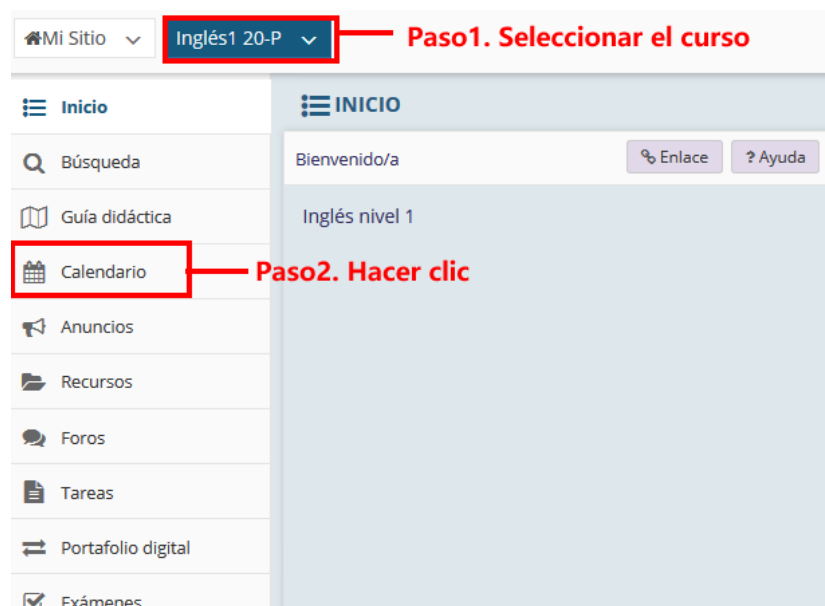 Mi Sitio
Inglés1 20-P
Paso1. Seleccionar el curso
Inicio
INICIO
Búsqueda
Bienvenido/a
Enlace
? Ayuda
Guía didáctica
Inglés nivel 1
Calendario
Paso2. Hacer clic
Anuncios
Recursos
Foros
Tareas
Portafolio digital
Exámenes